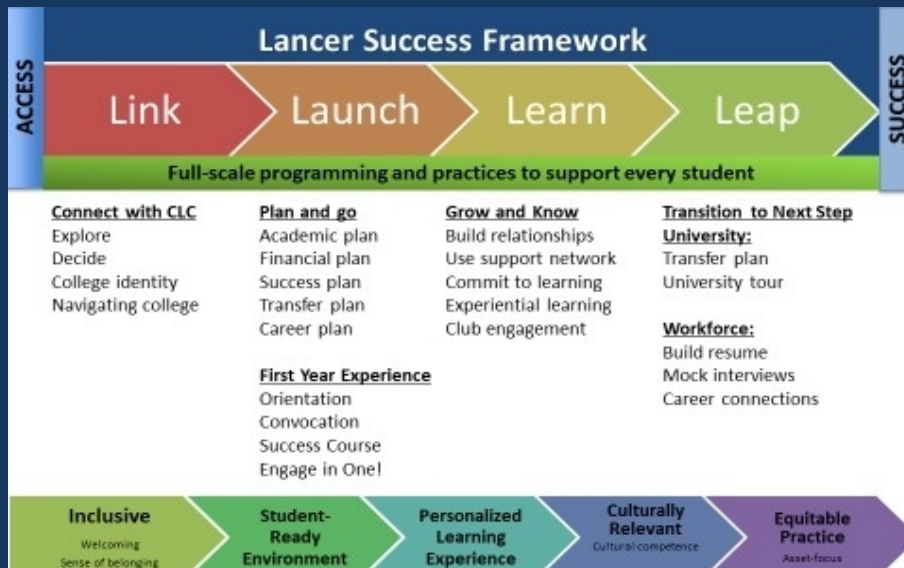 Lancer Success Framework
ACCESS
Link
Launch
Learn
Leap
SUCCESS
Full-scale programming and practices to support every student
Connect with CLC
Explore
Decide
College identity
Navigating college
Plan and go
Academic plan
Financial plan
Success plan
Transfer plan
Career plan
First Year Experience
Orientation
Convocation
Success Course
Engage in One!
Grow and Know
Build relationships
Use support network
Commit to learning
Experiential learning
Club engagement
Transition to Next Step
University:
Transfer plan
University tour
Workforce:
Build resume
Mock interviews
Career connections
Inclusive
Welcoming
Sense of belonging
Student-
Ready
Environment
Personalized
Learning
Experience
Culturally
Relevant
Cultural competence
Equitable
Practice
Asset-focus